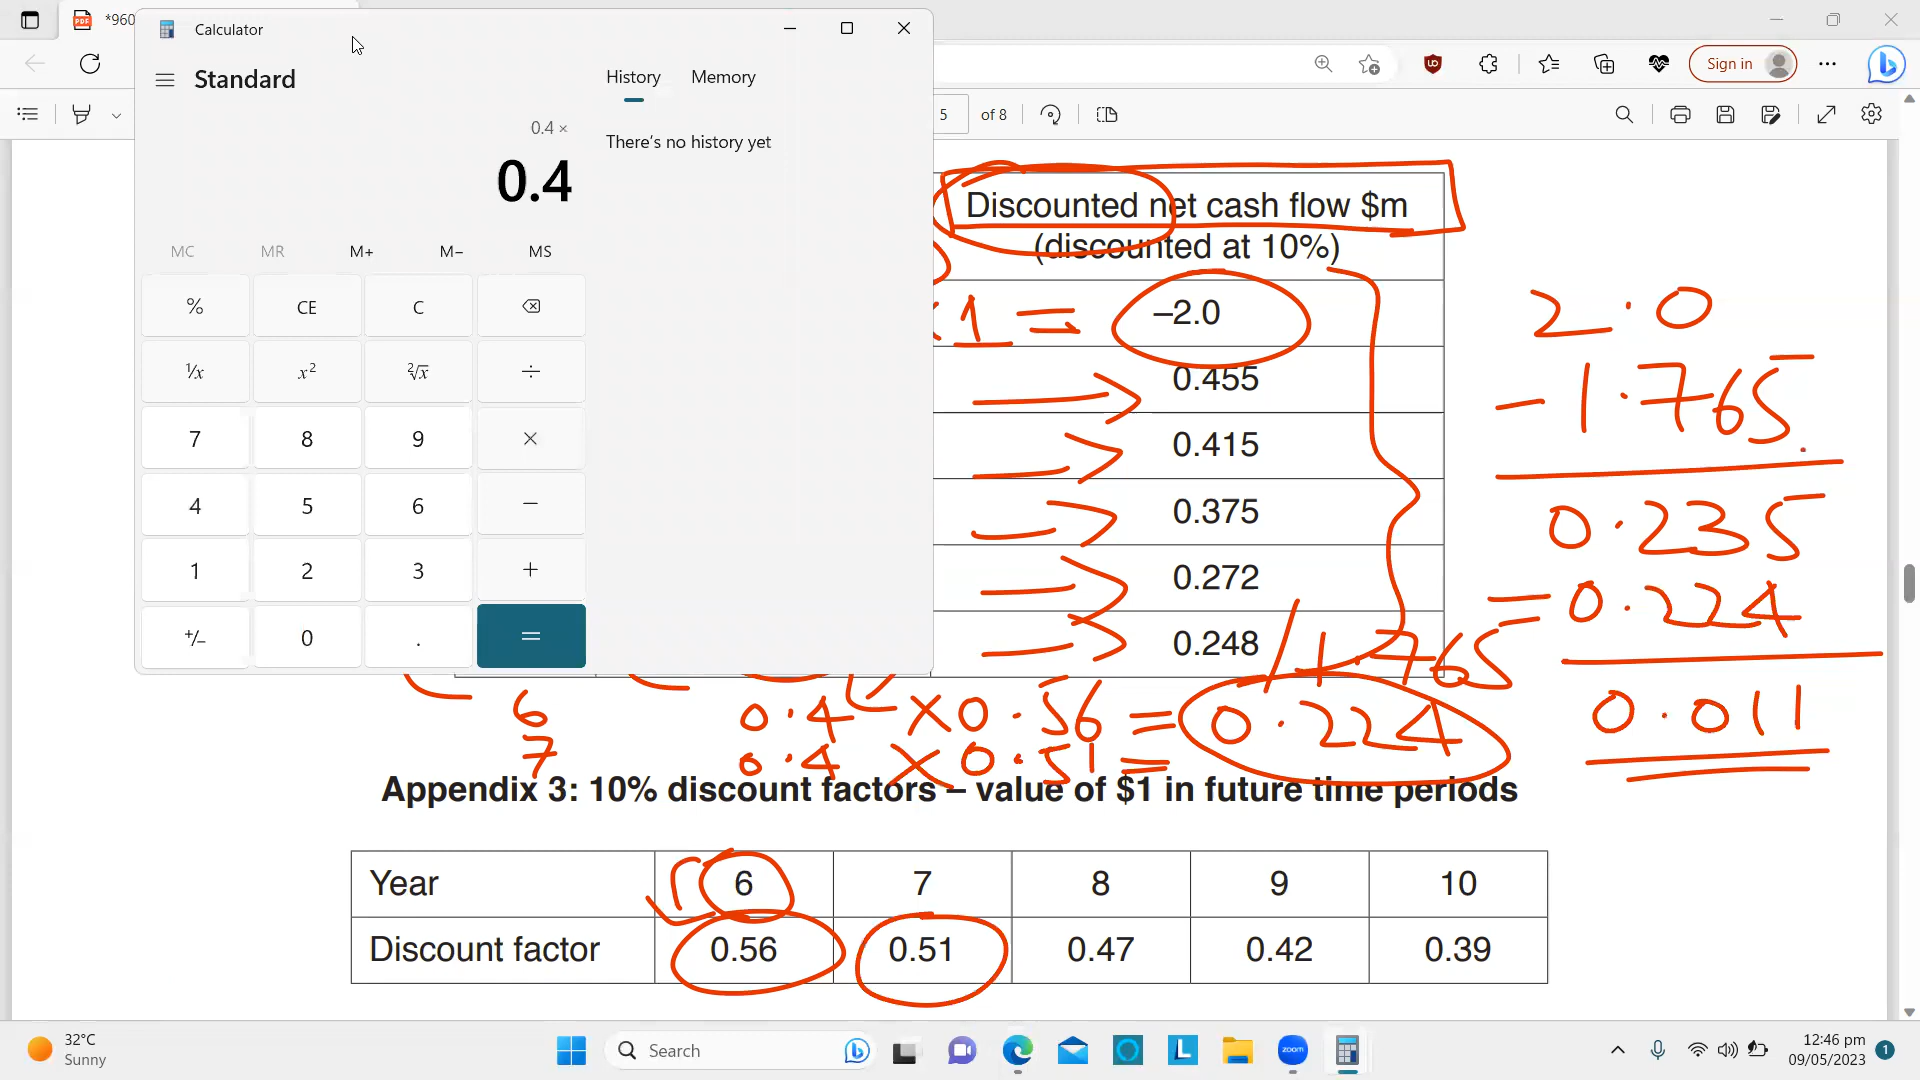 *960
Calculator
Sign in
Standard
History
Memory
There's no history yet
0.4 ×
0.4
MC MR M+ M− MS
% CE C
¹/x x² ²√x ÷
7 8 9 ×
4 5 6 −
1 2 3 +
+/− 0 . =
5 of 8
Discounted net cash flow $m
(discounted at 10%)
1 = –2.0
0.455
0.415
0.375
0.272
0.248
1.765
2.0
- 1.765
0.235
= 0.224
0.011
6 0.4 × 0.56 = 0.224
7 0.4 × 0.51 =
Appendix 3: 10% discount factors – value of $1 in future time periods
Year 6 7 8 9 10
Discount factor 0.56 0.51 0.47 0.42 0.39
32°C
Sunny
Search
zoom
12:46 pm
09/05/2023
1